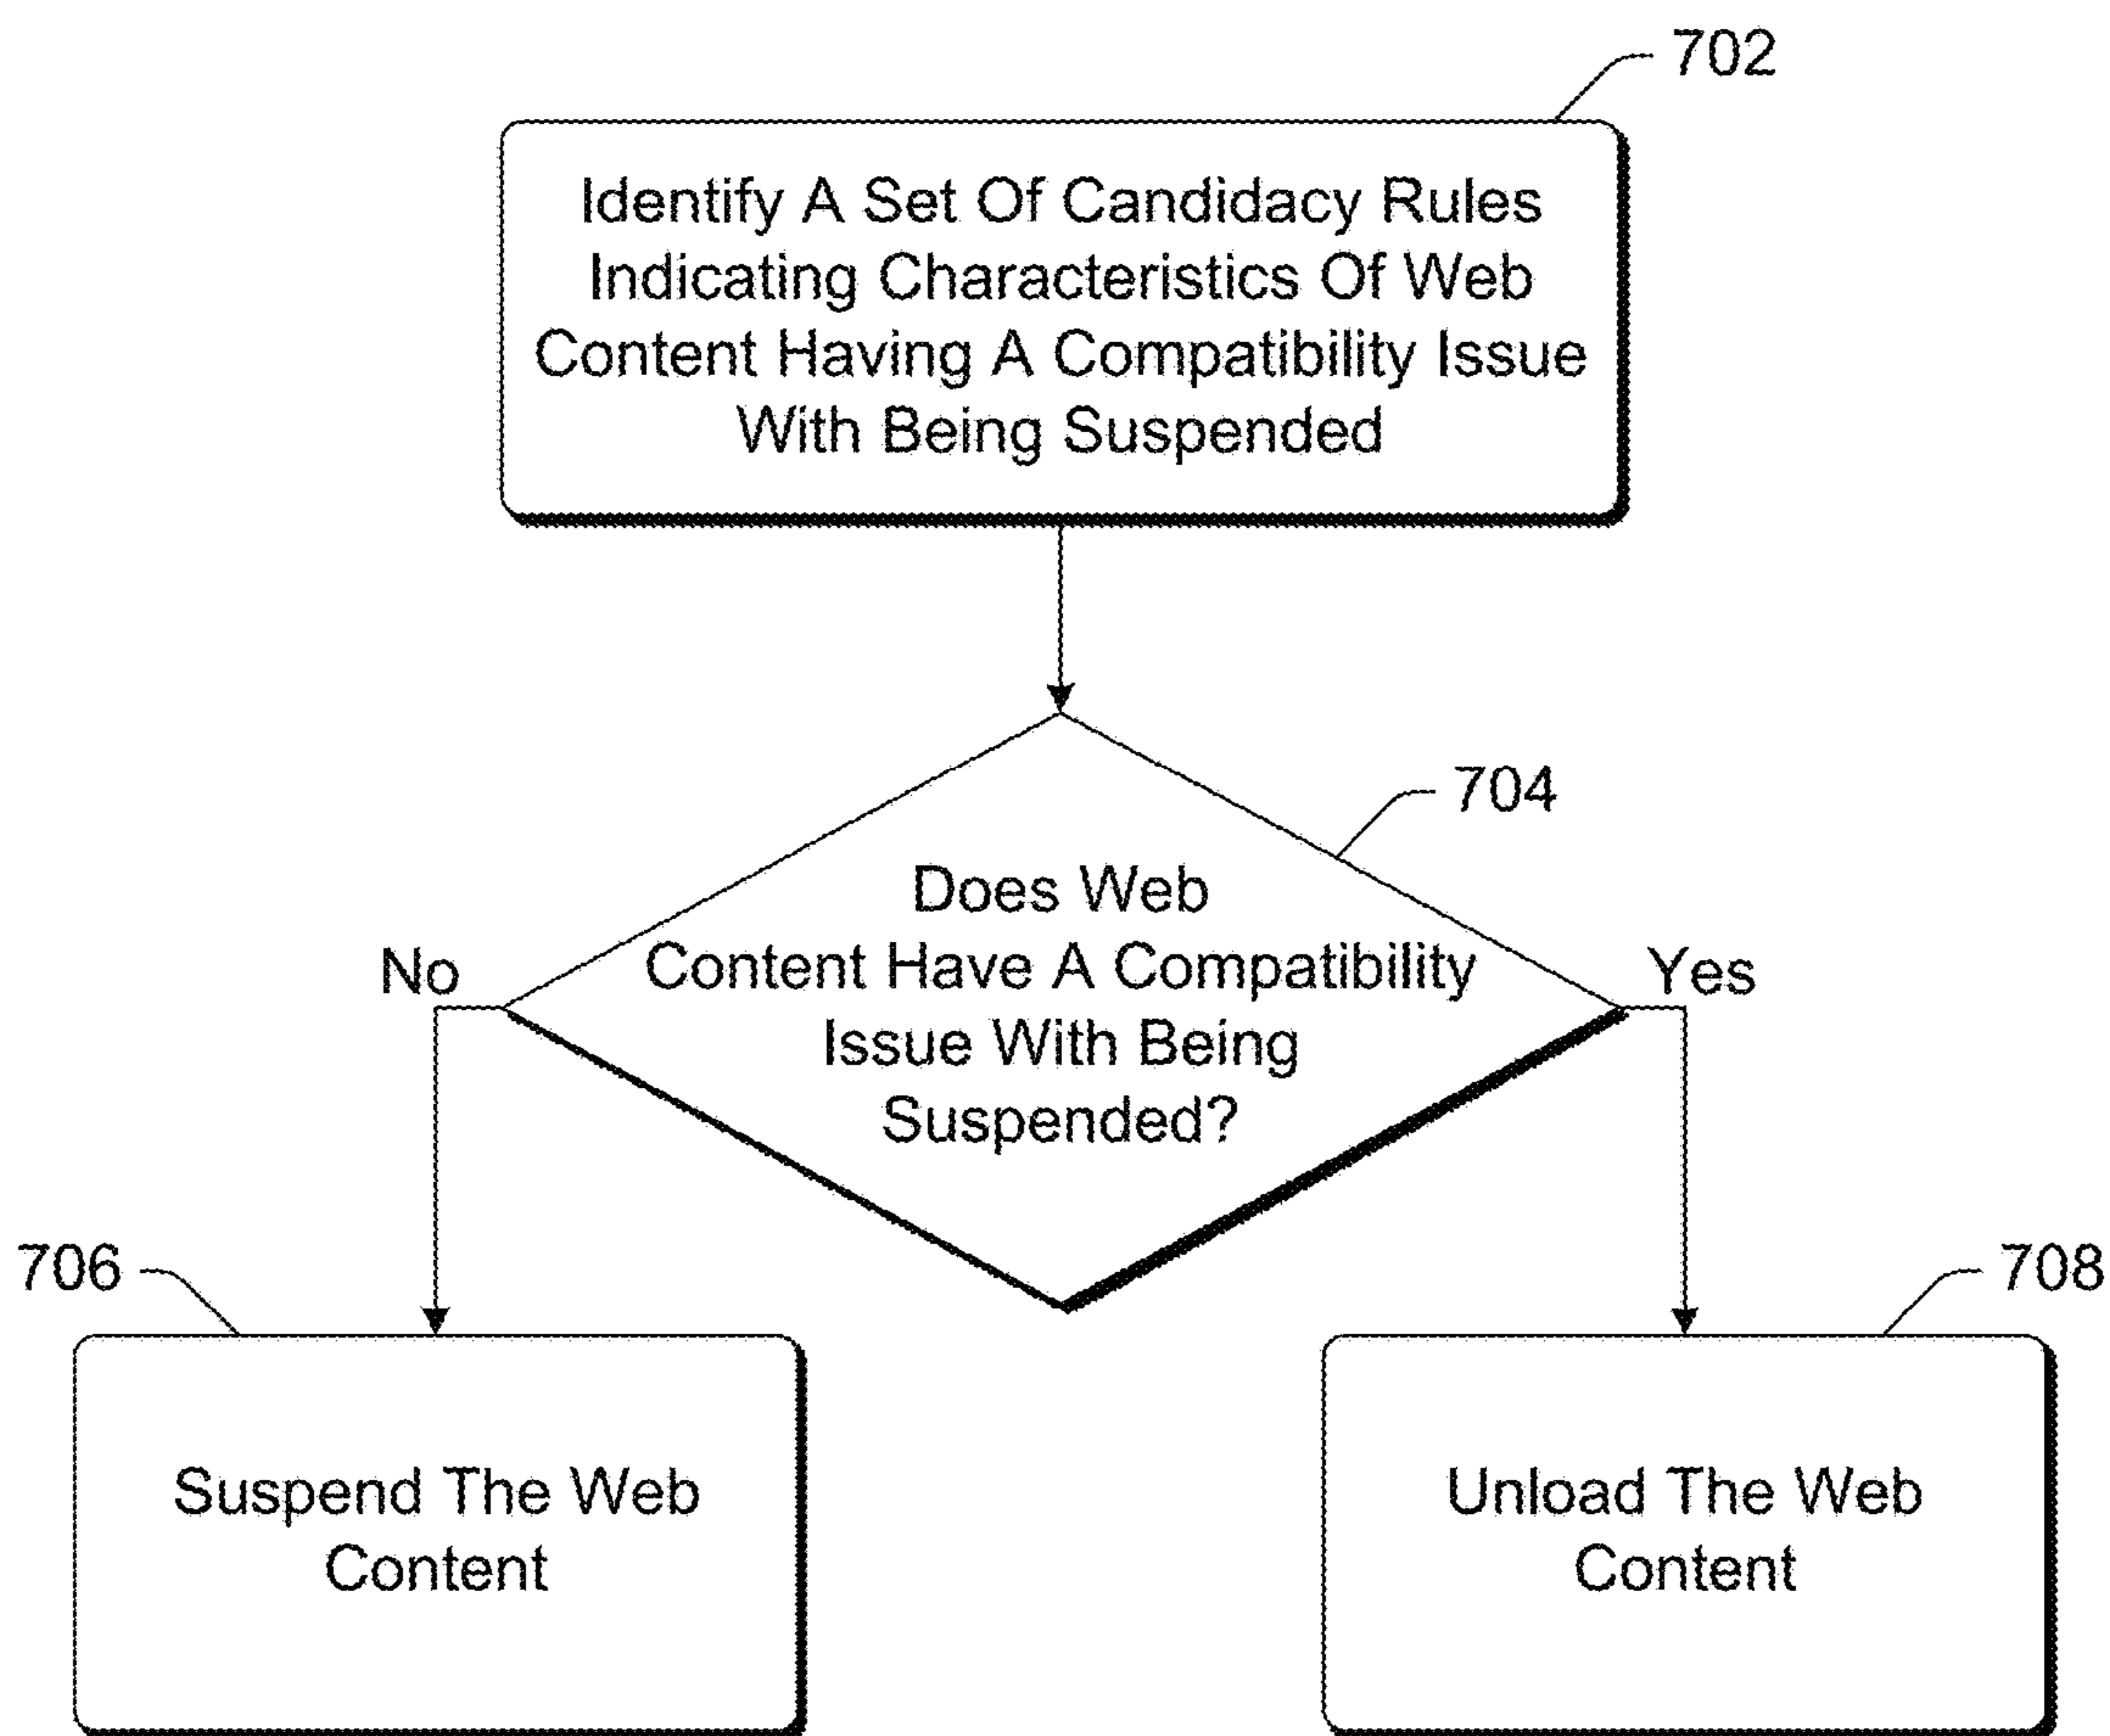 702
Identify A Set Of Candidacy Rules
Indicating Characteristics Of Web
Content Having A Compatibility Issue
With Being Suspended
704
Does Web
Content Have A Compatibility
Issue With Being
Suspended?
No
Yes
706
708
Suspend The Web
Content
Unload The Web
Content